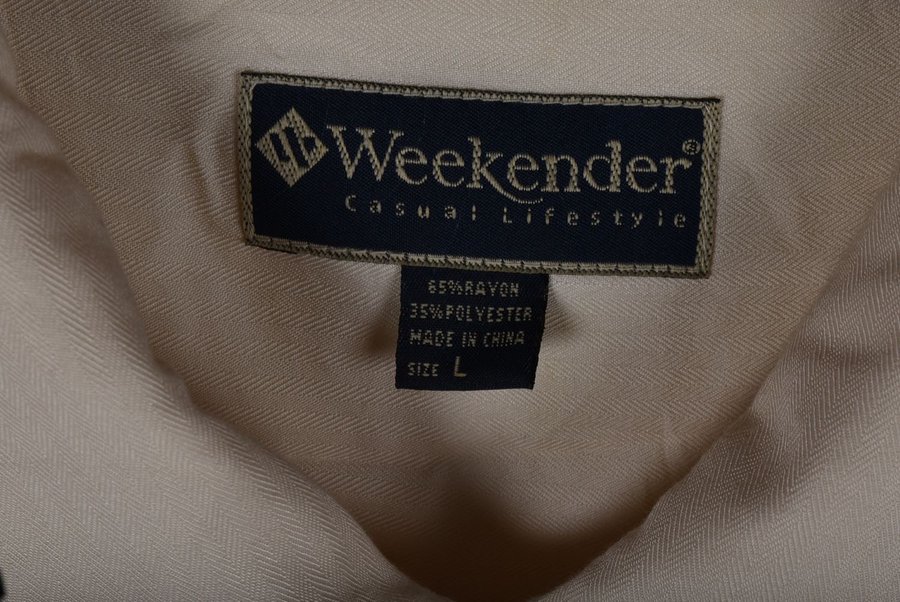 Weekender®
Casual Lifestyle
65% RAYON
35% POLYESTER
MADE IN CHINA
SIZE L